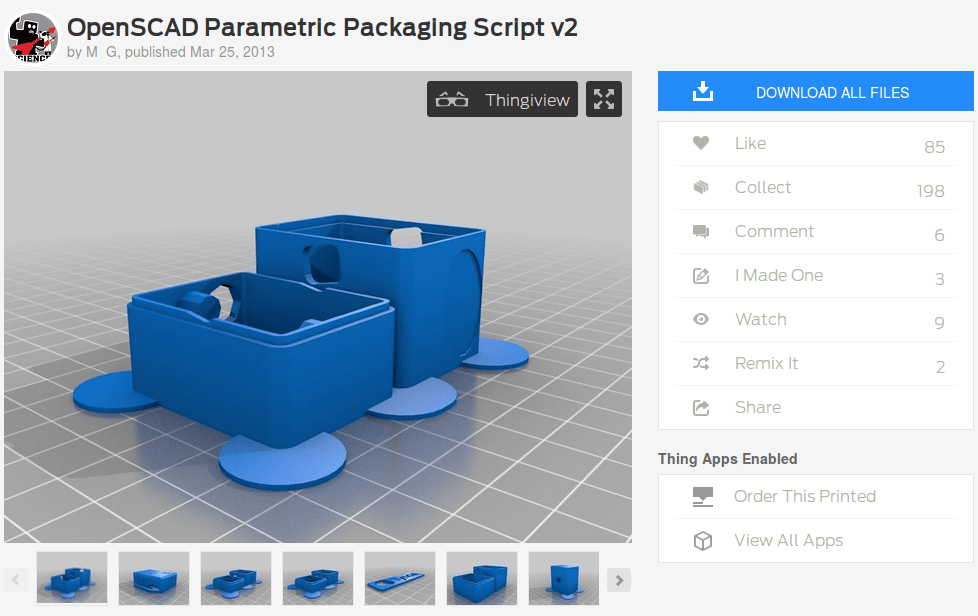 OpenSCAD Parametric Packaging Script v2
by M G, published Mar 25, 2013
SCIENCE
Thingiview
DOWNLOAD ALL FILES
Like 85
Collect 198
Comment 6
I Made One 3
Watch 9
Remix It 2
Share
Thing Apps Enabled
Order This Printed
View All Apps